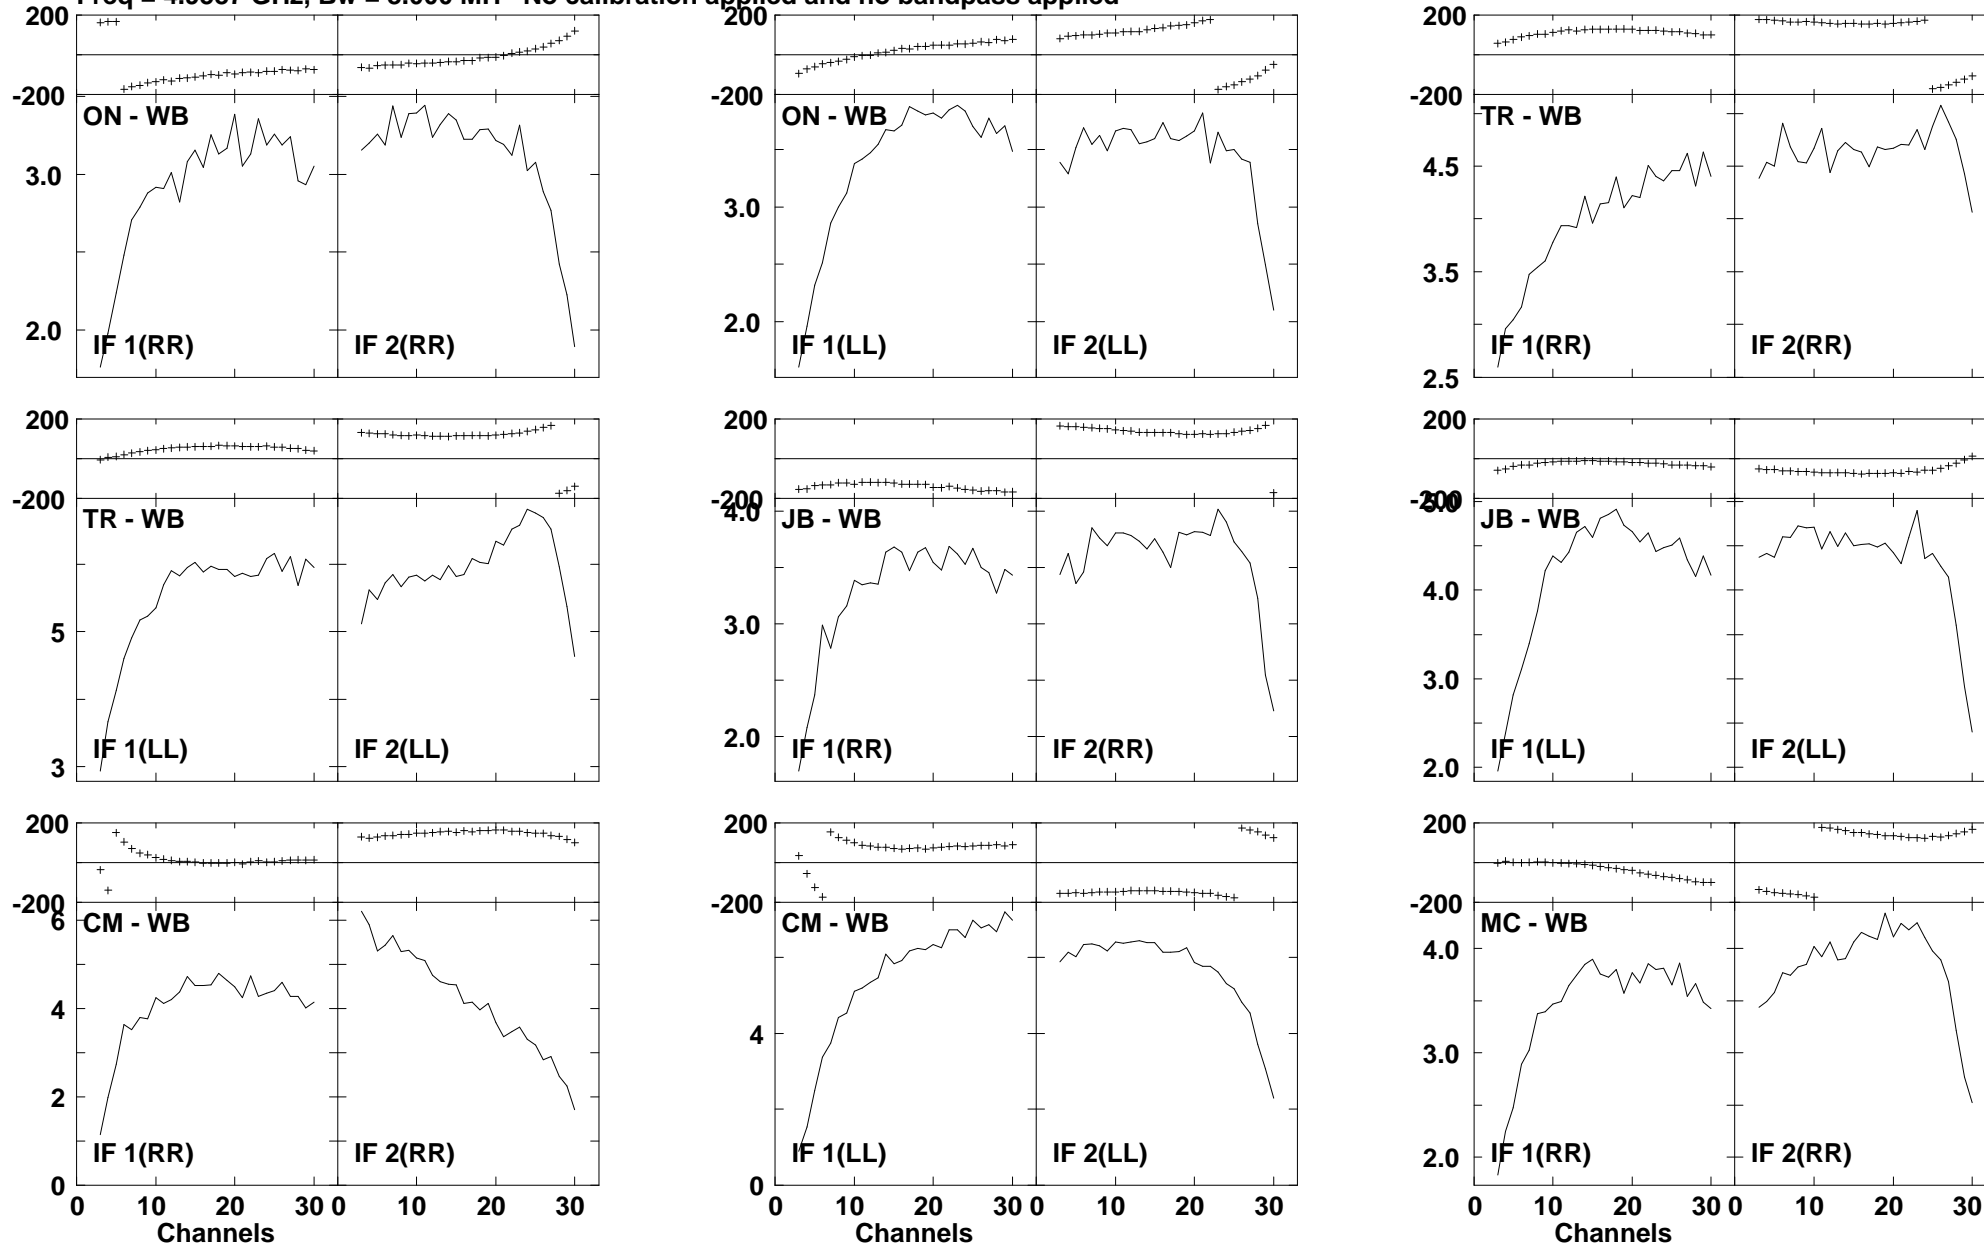 Freq = GHz, Bw = MH No calibration applied and no bandpass applied
200 200 200
-200 -200 -200
ON - WB ON - WB TR - WB
3.0 3.0 4.5
2.0 2.0 3.5
2.5
IF 1(RR) IF 2(RR) IF 1(LL) IF 2(LL) IF 1(RR) IF 2(RR)
200 200 200
-200 -200 -200
4.0 5.0
TR - WB JB - WB JB - WB
5 3.0 4.0
3.0
3 2.0 2.0
IF 1(LL) IF 2(LL) IF 1(RR) IF 2(RR) IF 1(LL) IF 2(LL)
200 200 200
-200 -200 -200
CM - WB CM - WB MC - WB
6 4.0
4 4 3.0
2 2.0
IF 1(RR) IF 2(RR) IF 1(LL) IF 2(LL) IF 1(RR) IF 2(RR)
0 0
0 10 20 30 0 10 20 30 0 10 20 30 0 10 20 30 0 10 20 30 0 10 20 30
Channels Channels Channels